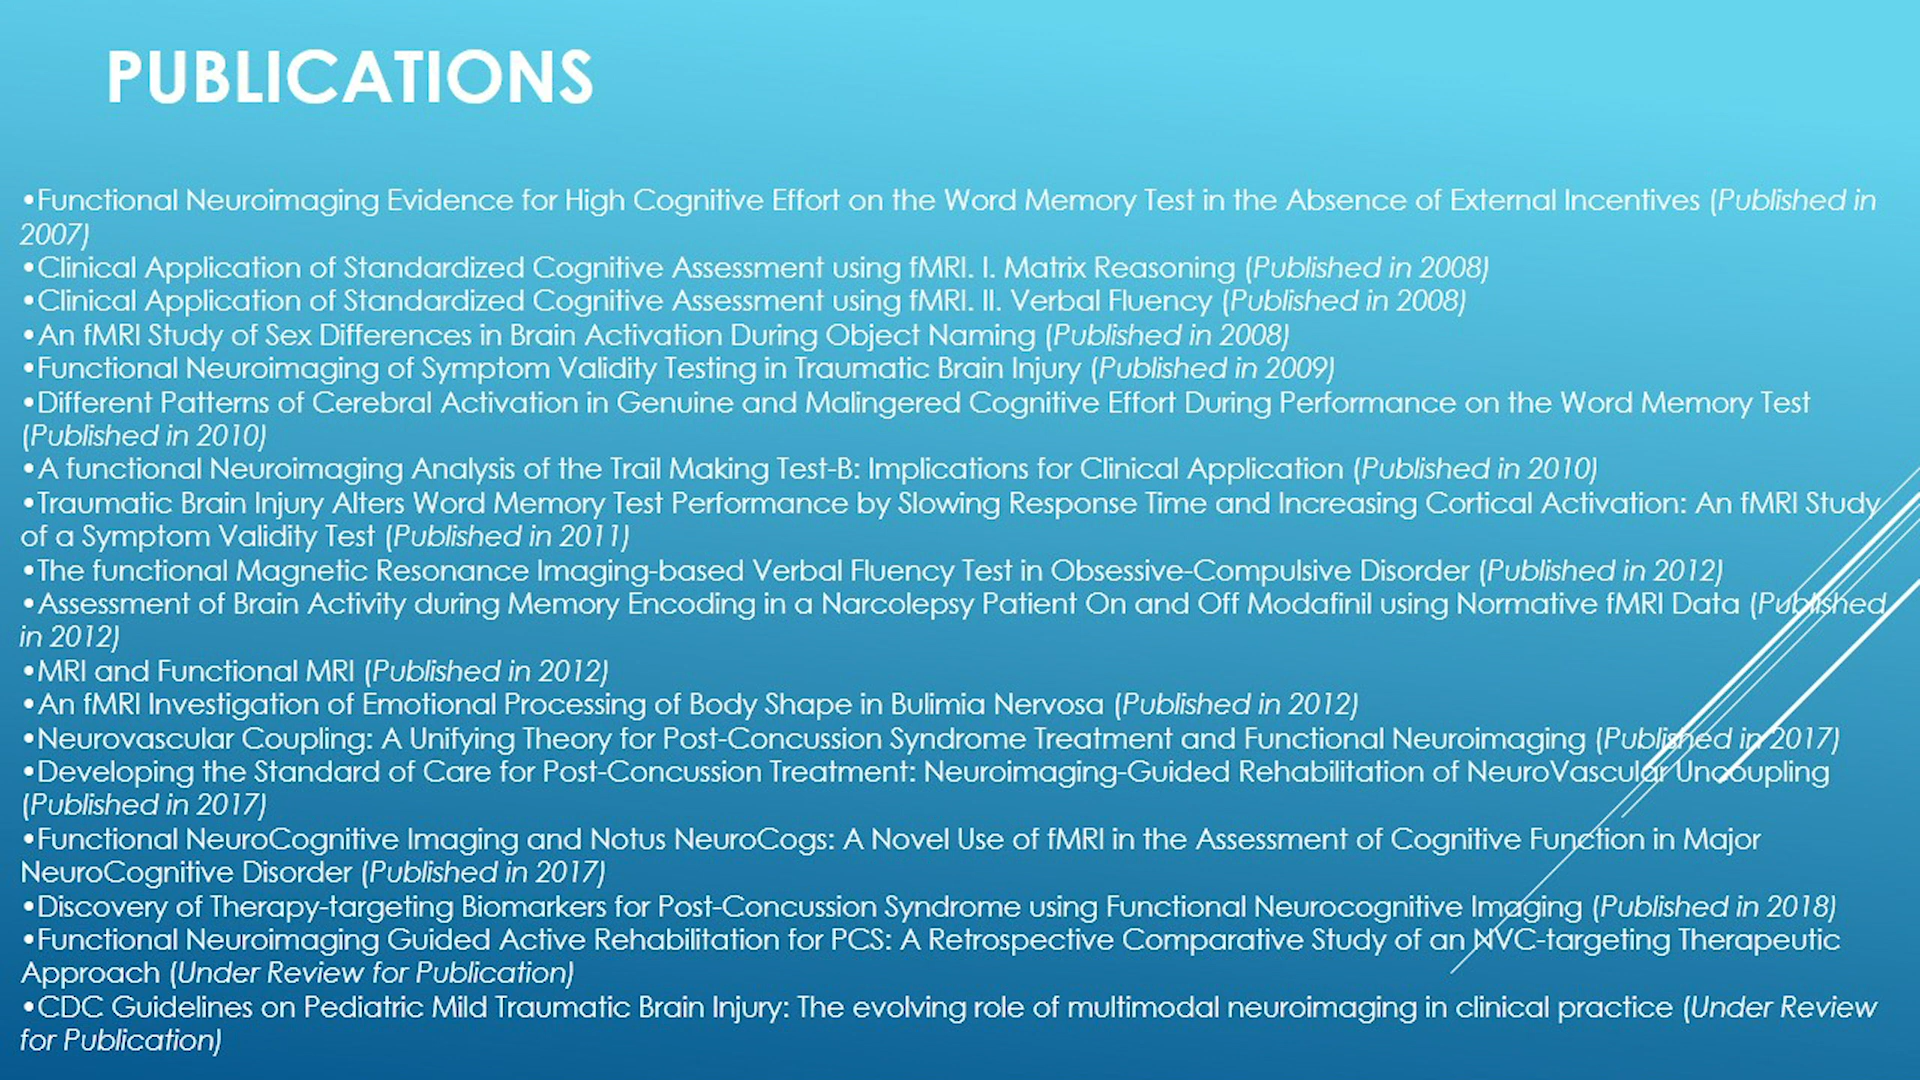 PUBLICATIONS
•Functional Neuroimaging Evidence for High Cognitive Effort on the Word Memory Test in the Absence of External Incentives (Published in
2007)
•Clinical Application of Standardized Cognitive Assessment using fMRI. I. Matrix Reasoning (Published in 2008)
•Clinical Application of Standardized Cognitive Assessment using fMRI. II. Verbal Fluency (Published in 2008)
•An fMRI Study of Sex Differences in Brain Activation During Object Naming (Published in 2008)
•Functional Neuroimaging of Symptom Validity Testing in Traumatic Brain Injury (Published in 2009)
•Different Patterns of Cerebral Activation in Genuine and Malingered Cognitive Effort During Performance on the Word Memory Test
(Published in 2010)
•A functional Neuroimaging Analysis of the Trail Making Test-B: Implications for Clinical Application (Published in 2010)
•Traumatic Brain Injury Alters Word Memory Test Performance by Slowing Response Time and Increasing Cortical Activation: An fMRI Study
of a Symptom Validity Test (Published in 2011)
•The functional Magnetic Resonance Imaging-based Verbal Fluency Test in Obsessive-Compulsive Disorder (Published in 2012)
•Assessment of Brain Activity during Memory Encoding in a Narcolepsy Patient On and Off Modafinil using Normative fMRI Data (Published
in 2012)
•MRI and Functional MRI (Published in 2012)
•An fMRI Investigation of Emotional Processing of Body Shape in Bulimia Nervosa (Published in 2012)
•Neurovascular Coupling: A Unifying Theory for Post-Concussion Syndrome Treatment and Functional Neuroimaging (Published in 2017)
•Developing the Standard of Care for Post-Concussion Treatment: Neuroimaging-Guided Rehabilitation of NeuroVascular Uncoupling
(Published in 2017)
•Functional NeuroCognitive Imaging and Notus NeuroCogs: A Novel Use of fMRI in the Assessment of Cognitive Function in Major
NeuroCognitive Disorder (Published in 2017)
•Discovery of Therapy-targeting Biomarkers for Post-Concussion Syndrome using Functional Neurocognitive Imaging (Published in 2018)
•Functional Neuroimaging Guided Active Rehabilitation for PCS: A Retrospective Comparative Study of an NVC-targeting Therapeutic
Approach (Under Review for Publication)
•CDC Guidelines on Pediatric Mild Traumatic Brain Injury: The evolving role of multimodal neuroimaging in clinical practice (Under Review
for Publication)